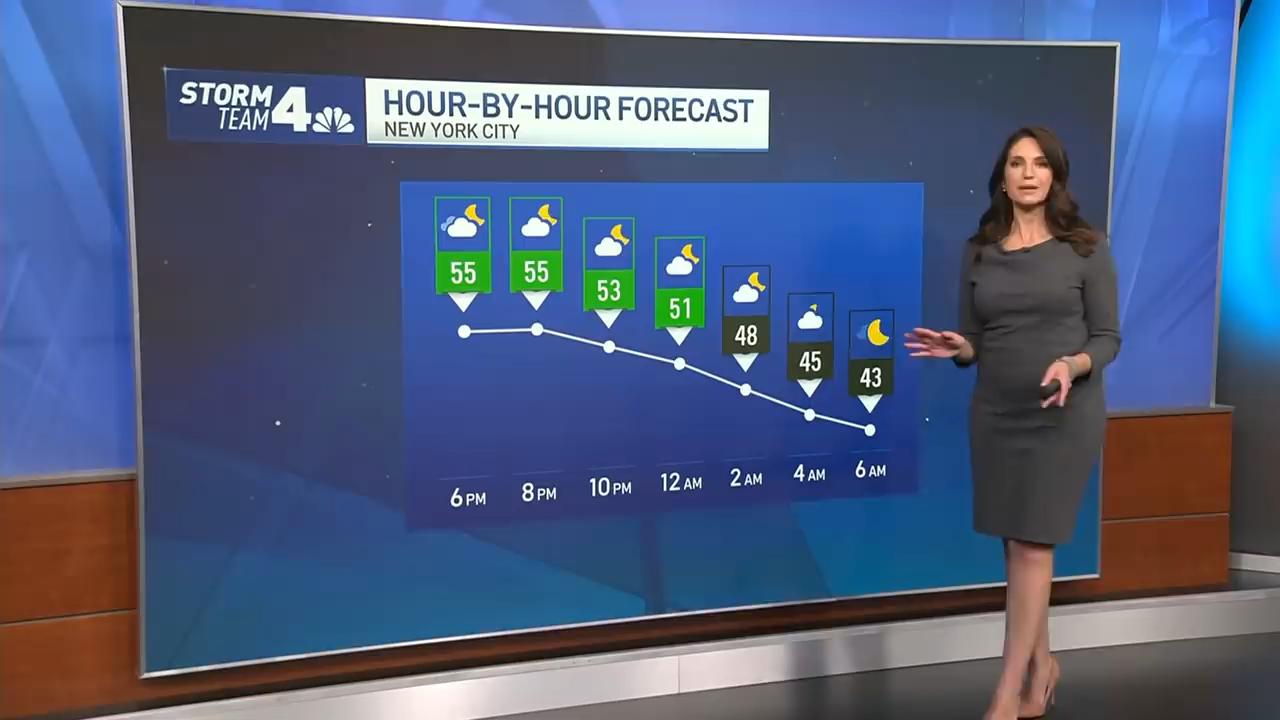 STORM
TEAM 4
HOUR-BY-HOUR FORECAST
NEW YORK CITY
55 55 53 51 48 45 43
6 PM 8 PM 10 PM 12 AM 2 AM 4 AM 6 AM